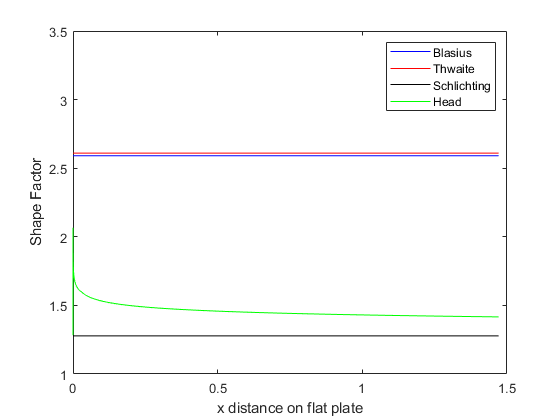 3.5
3
2.5
2
1.5
1
Shape Factor
Blasius
Thwaite
Schlichting
Head
0
0.5
1
1.5
x distance on flat plate